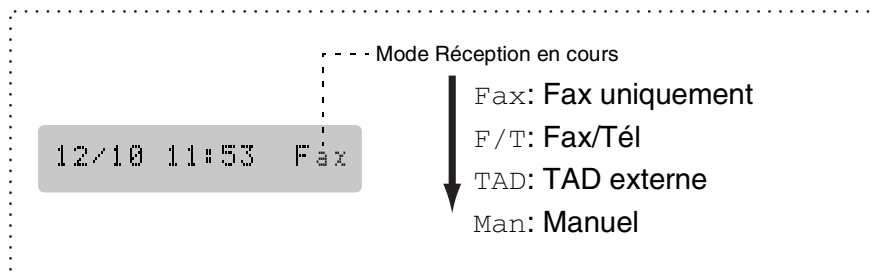 Mode Réception en cours
Fax: Fax uniquement
F/T: Fax/Tél
12/10 11:53 Fax
TAD: TAD externe
Man: Manuel